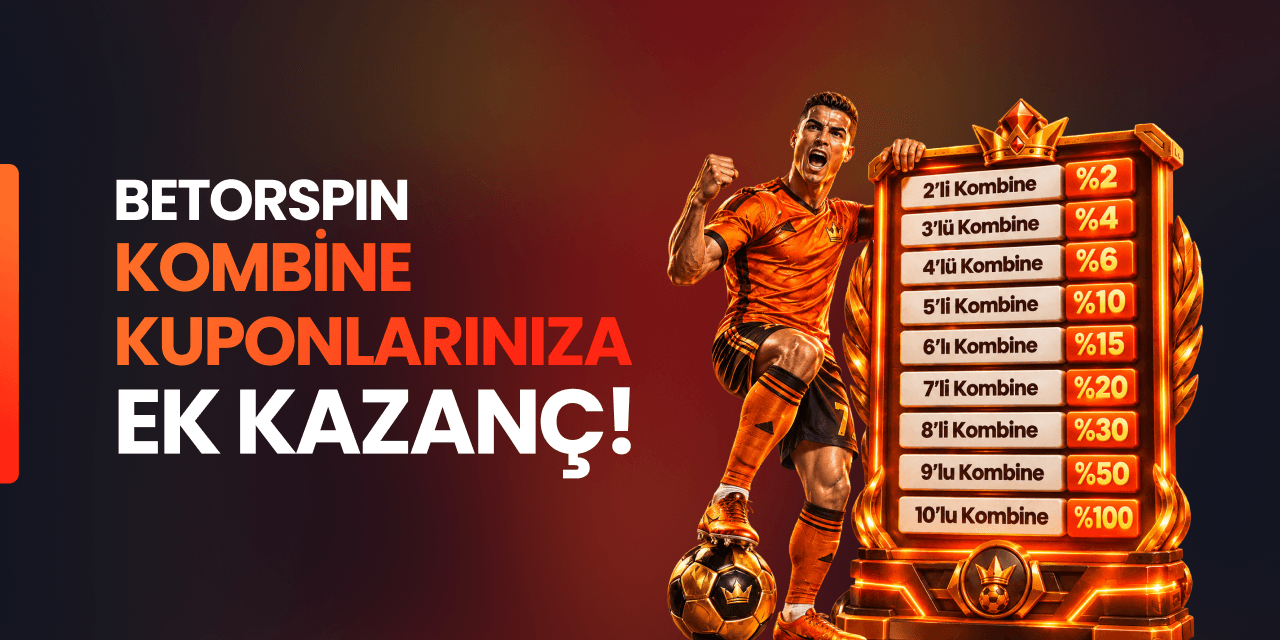 BETORSPIN
KOMBİNE
KUPONLARINIZA
EK KAZANÇ!
2'li Kombine %2
3'lü Kombine %4
4'lü Kombine %6
5'li Kombine %10
6'lı Kombine %15
7'li Kombine %20
8'li Kombine %30
9'lu Kombine %50
10'lu Kombine %100
7